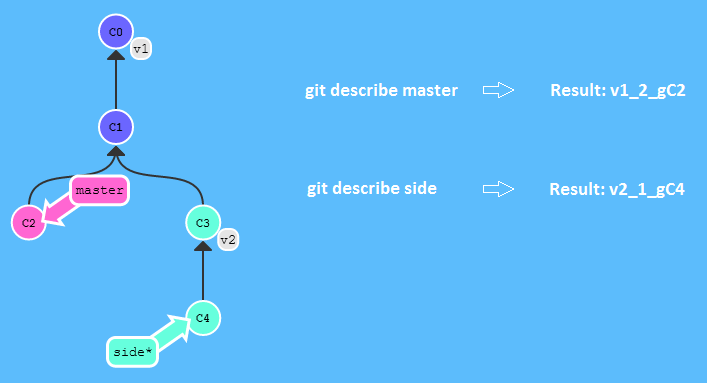 C0
v1
git describe master
Result: v1_2_gC2
C1
master
git describe side
Result: v2_1_gC4
C2
C3
v2
C4
side*